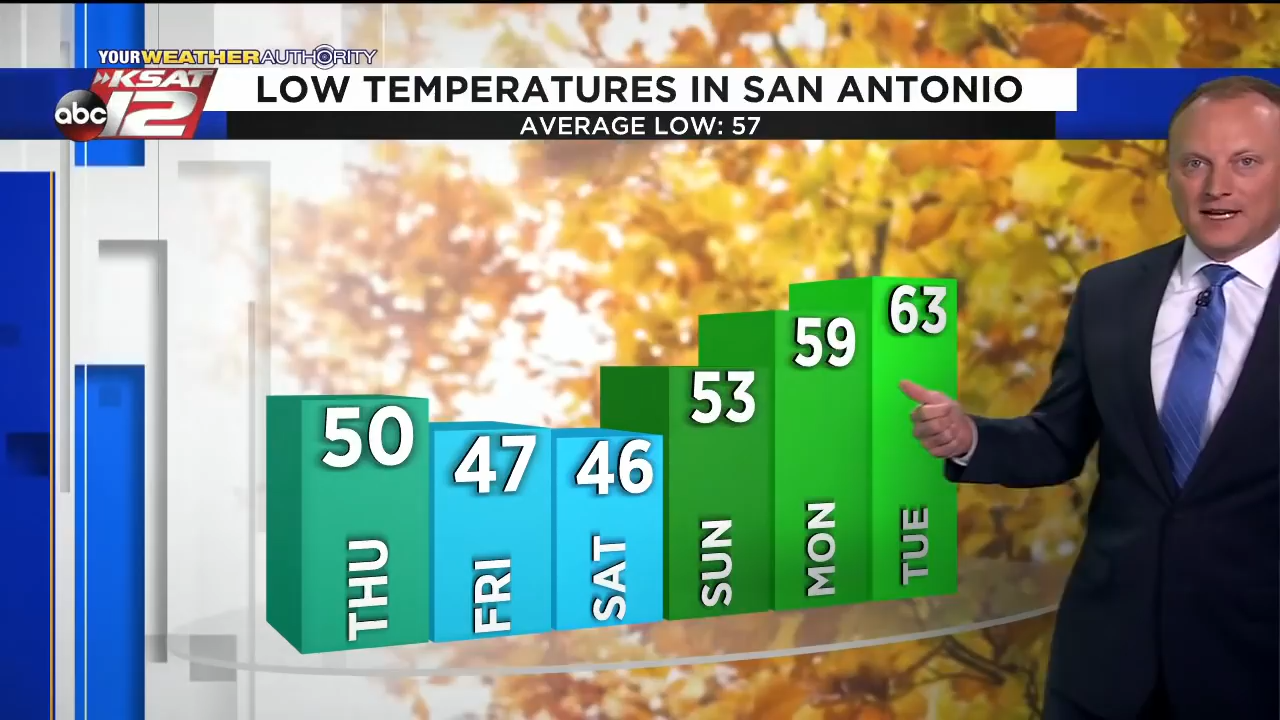 YOURWEATHERAUTHORITY
KSAT
abc 12
LOW TEMPERATURES IN SAN ANTONIO
AVERAGE LOW: 57
50
47
46
53
59
63
THU
FRI
SAT
SUN
MON
TUE